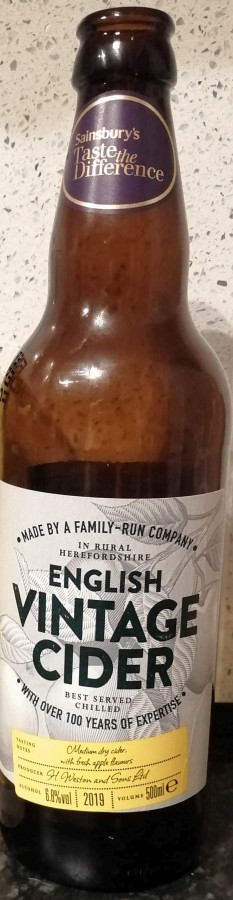 Sainsbury's
Taste the
Difference
• MADE BY A FAMILY-RUN COMPANY •
IN RURAL
HEREFORDSHIRE
ENGLISH
VINTAGE
CIDER
BEST SERVED
CHILLED
• WITH OVER 100 YEARS OF EXPERTISE •
TASTING
NOTES
Medium dry cider,
with fresh apple flavours
PRODUCER H. Weston and Sons Ltd
ALCOHOL 6.8%vol 2019 VOLUME 500ml e